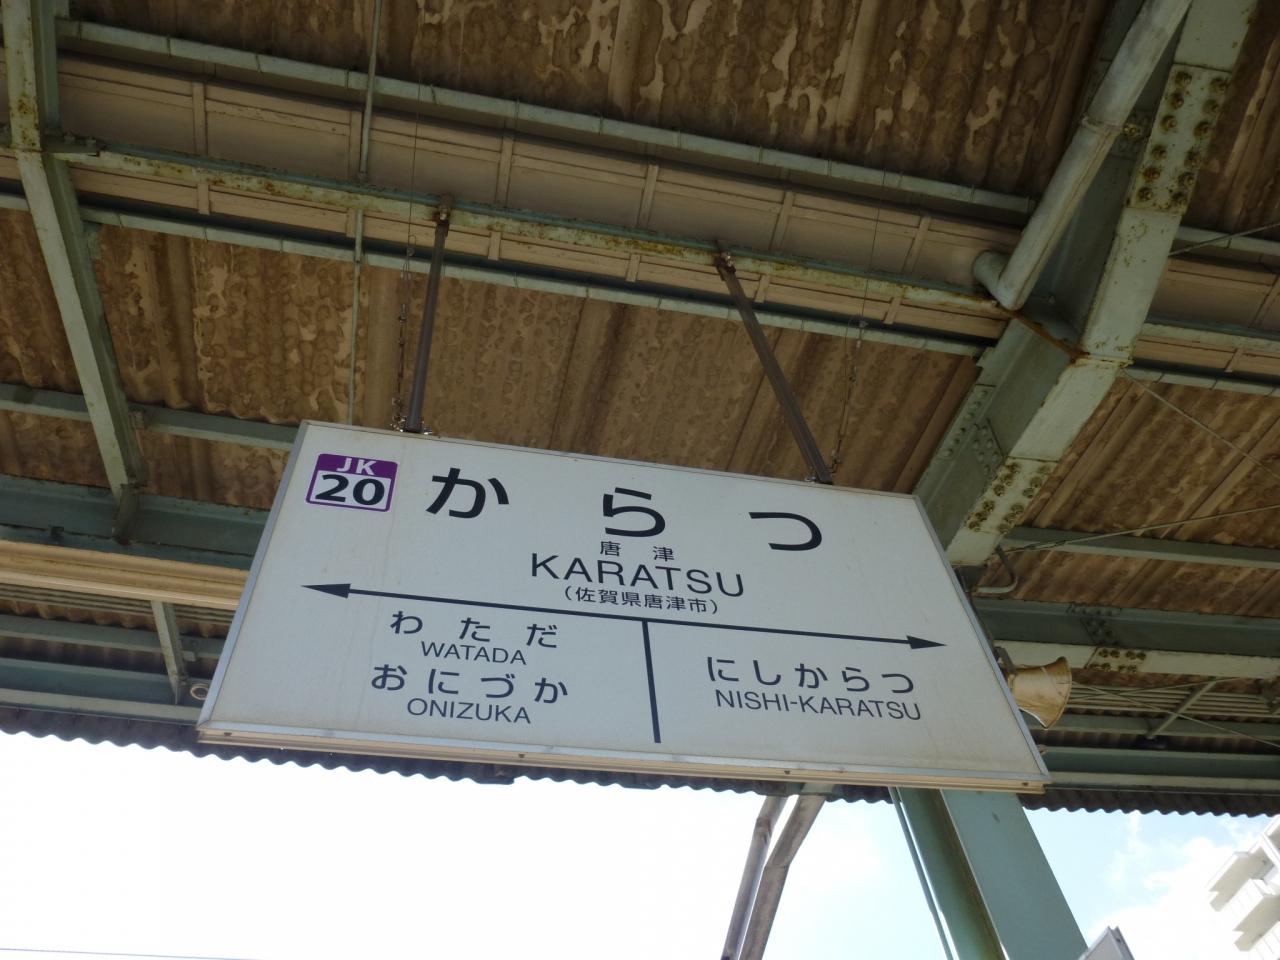 JK
20
からつ
唐津
KARATSU
（佐賀県唐津市）
わただ
WATADA
おにづか
ONIZUKA
にしからつ
NISHI-KARATSU